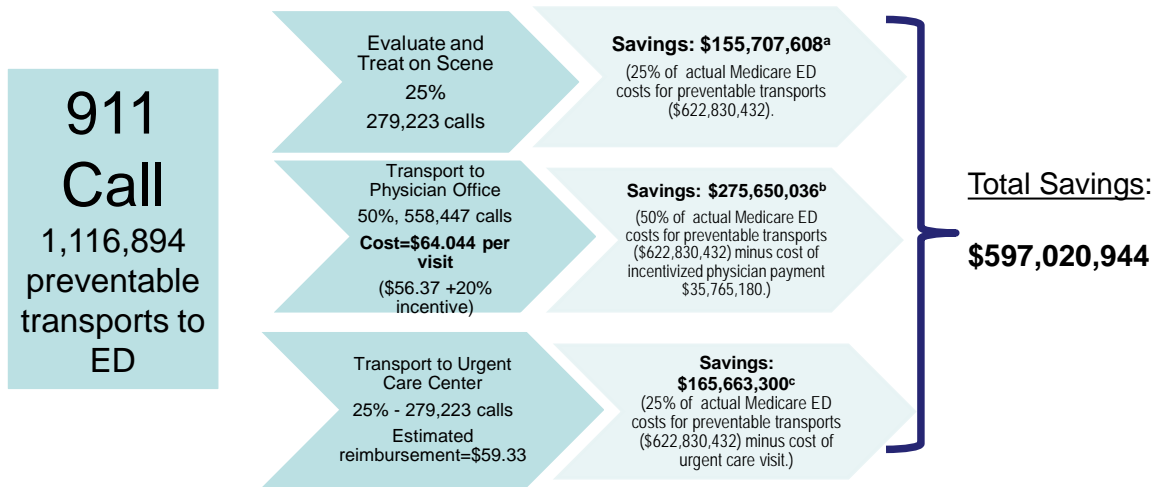 911
Call
1,116,894
preventable
transports to
ED
Evaluate and
Treat on Scene
25%
279,223 calls
Savings: $155,707,608ᵃ
(25% of actual Medicare ED
costs for preventable transports
($622,830,432).
Transport to
Physician Office
50%, 558,447 calls
Cost=$64.044 per
visit
($56.37 +20%
incentive)
Savings: $275,650,036ᵇ
(50% of actual Medicare ED
costs for preventable transports
($622,830,432) minus cost of
incentivized physician payment
$35,765,180.)
Transport to Urgent
Care Center
25% - 279,223 calls
Estimated
reimbursement=$59.33
Savings:
$165,663,300ᶜ
(25% of actual Medicare ED
costs for preventable transports
($622,830,432) minus cost of
urgent care visit.)
Total Savings:
$597,020,944